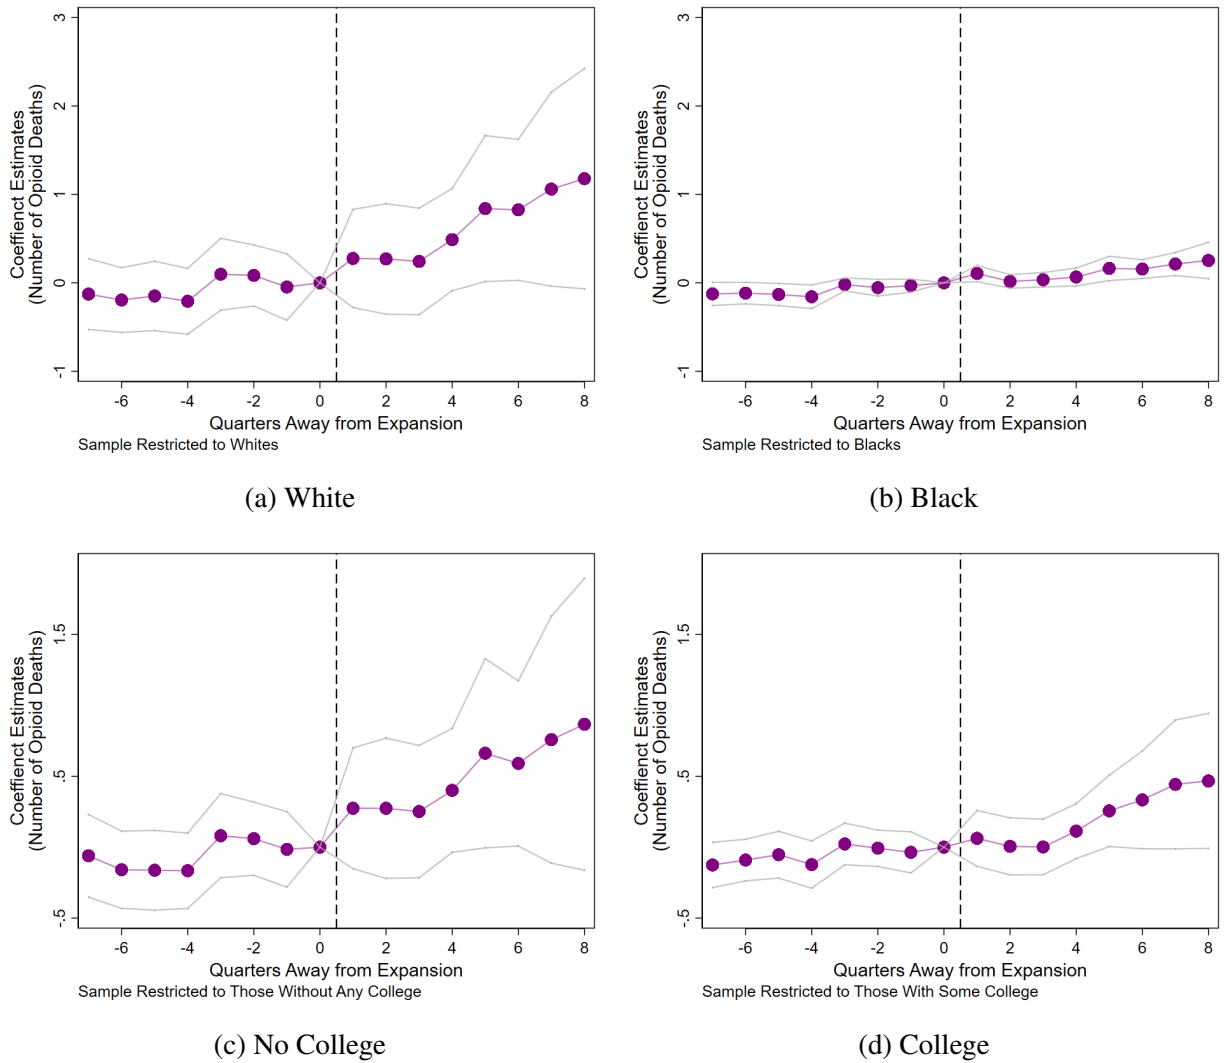 3
2
1
0
-1
Coeffienct Estimates
(Number of Opioid Deaths)
-6 -4 -2 0 2 4 6 8
Quarters Away from Expansion
Sample Restricted to Whites
(a) White
3
2
1
0
-1
Coeffienct Estimates
(Number of Opioid Deaths)
-6 -4 -2 0 2 4 6 8
Quarters Away from Expansion
Sample Restricted to Blacks
(b) Black
1.5
.5
-.5
Coeffienct Estimates
(Number of Opioid Deaths)
-6 -4 -2 0 2 4 6 8
Quarters Away from Expansion
Sample Restricted to Those Without Any College
(c) No College
1.5
.5
-.5
Coeffienct Estimates
(Number of Opioid Deaths)
-6 -4 -2 0 2 4 6 8
Quarters Away from Expansion
Sample Restricted to Those With Some College
(d) College